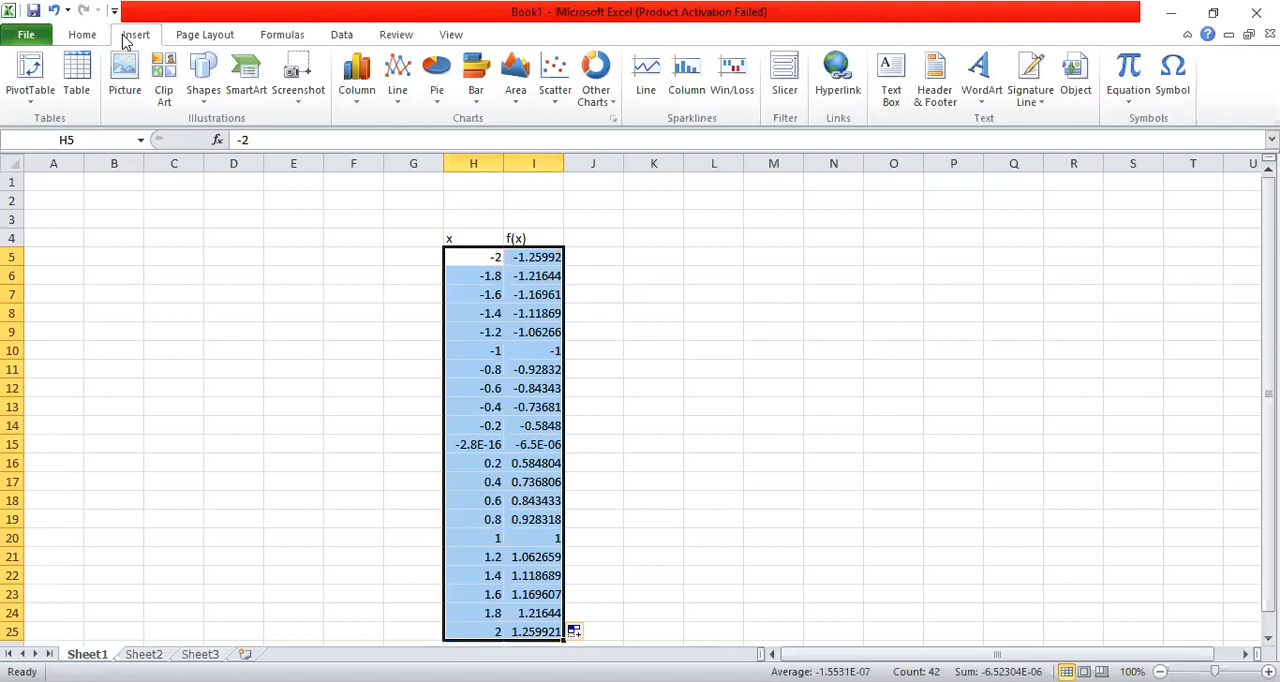 Book1 - Microsoft Excel (Product Activation Failed)
File Home Insert Page Layout Formulas Data Review View
PivotTable Table Picture Clip Art Shapes SmartArt Screenshot Column Line Pie Bar Area Scatter Other Charts Line Column Win/Loss Slicer Hyperlink Text Box Header & Footer WordArt Signature Line Object Equation Symbol
Tables Illustrations Charts Sparklines Filter Links Text Symbols
H5 fx -2
A B C D E F G H I J K L M N O P Q R S T U
1
2
3
4 x f(x)
5 -2 -1.25992
6 -1.8 -1.21644
7 -1.6 -1.16961
8 -1.4 -1.11869
9 -1.2 -1.06266
10 -1 -1
11 -0.8 -0.92832
12 -0.6 -0.84343
13 -0.4 -0.73681
14 -0.2 -0.5848
15 -2.8E-16 -6.5E-06
16 0.2 0.584804
17 0.4 0.736806
18 0.6 0.843433
19 0.8 0.928318
20 1 1
21 1.2 1.062659
22 1.4 1.118689
23 1.6 1.169607
24 1.8 1.21644
25 2 1.259921
Sheet1 Sheet2 Sheet3
Ready Average: -1.5531E-07 Count: 42 Sum: -6.52304E-06 100%